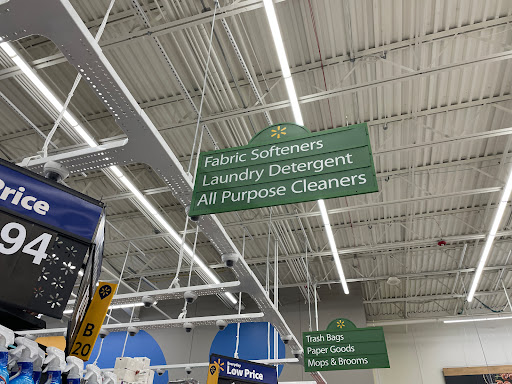 Fabric Softeners
Laundry Detergent
All Purpose Cleaners
Price
94
B
20
Trash Bags
Paper Goods
Mops & Brooms
Low Price